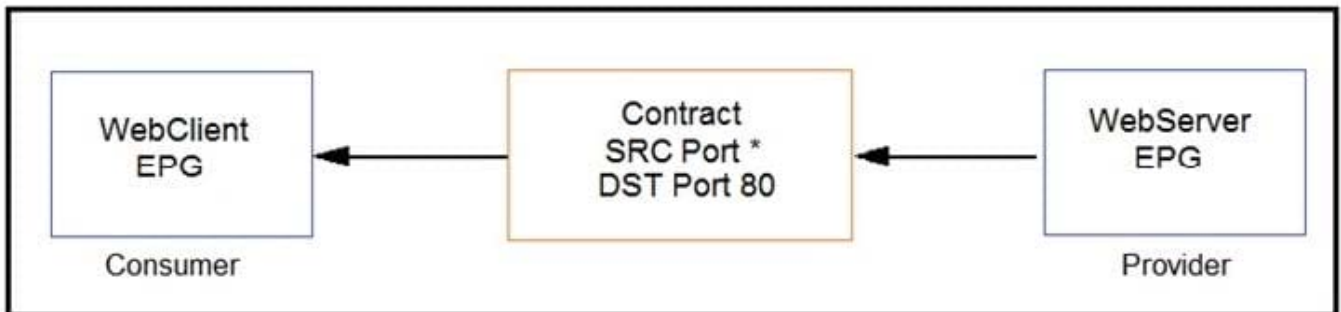 WebClient
EPG
Consumer
Contract
SRC Port *
DST Port 80
WebServer
EPG
Provider